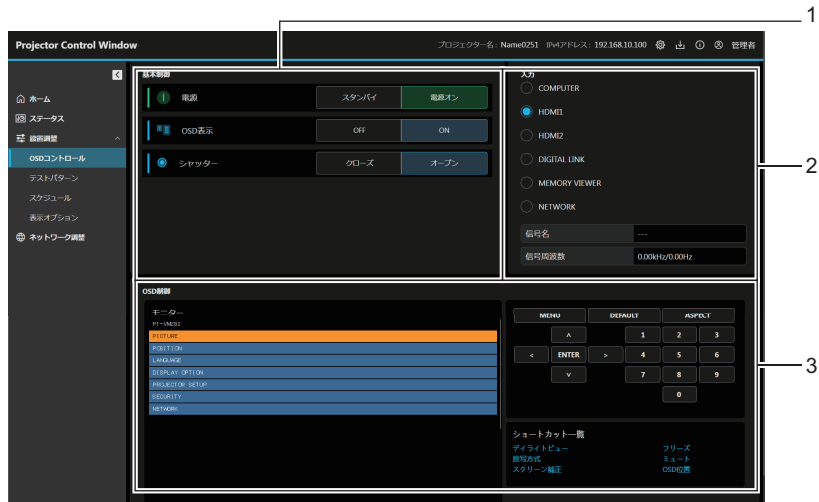 1
Projector Control Window
プロジェクター名: Name0251 IPv4アドレス: 192.168.10.100 管理者
基本制御
入力
電源 スタンバイ 電源オン
COMPUTER
ホーム
ステータス
HDMI1
OSD表示 OFF ON
設置調整
HDMI2
OSDコントロール
シャッター クローズ オープン
DIGITAL LINK
2
テストパターン
MEMORY VIEWER
スケジュール
NETWORK
表示オプション
信号名 ---
ネットワーク調整
信号周波数 0.00kHz/0.00Hz
OSD制御
モニター
PT-VMZ82
PICTURE
POSITION
LANGUAGE
DISPLAY OPTION
PROJECTOR SETUP
SECURITY
NETWORK
MENU DEFAULT ASPECT
1 2 3
< ENTER > 4 5 6
3
7 8 9
0
ショートカット一覧
デイライトビュー フリーズ
投写方式 ミュート
スクリーン補正 OSD位置